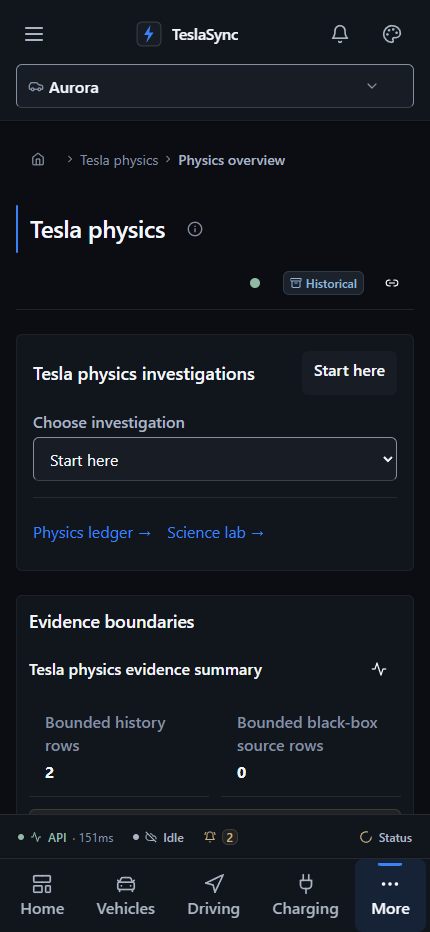 TeslaSync
Aurora
Tesla physics
Physics overview
Tesla physics
Historical
Tesla physics investigations
Start here
Choose investigation
Start here
Physics ledger →
Science lab →
Evidence boundaries
Tesla physics evidence summary
Bounded history
rows
2
Bounded black-box
source rows
0
API · 151ms
Idle
2
Status
Home
Vehicles
Driving
Charging
More